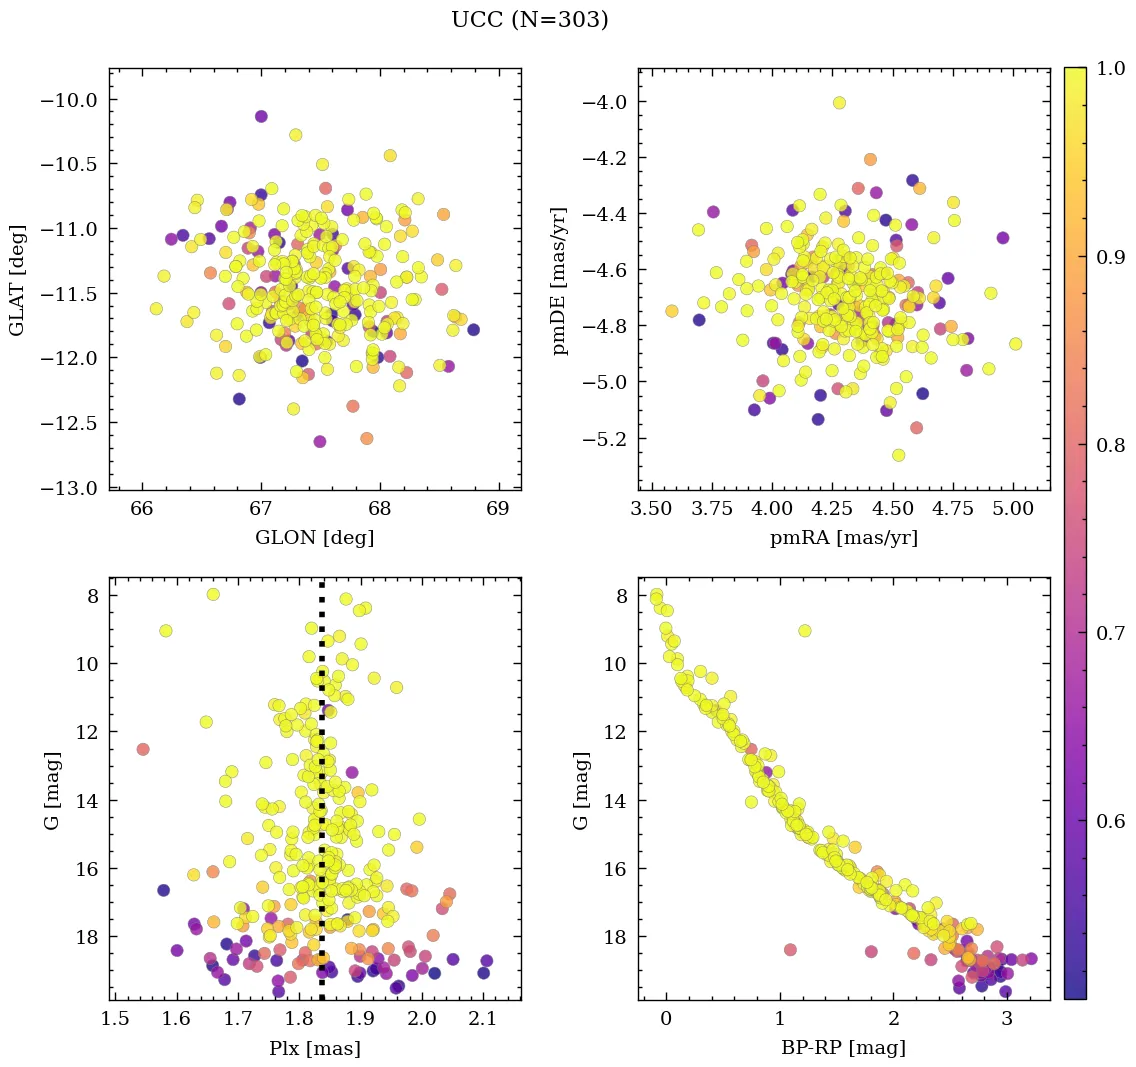 UCC (N=303)
−10.0
−10.5
−11.0
−11.5
−12.0
−12.5
−13.0
GLAT [deg]
66 67 68 69
GLON [deg]
−4.0
−4.2
−4.4
−4.6
−4.8
−5.0
−5.2
pmDE [mas/yr]
3.50 3.75 4.00 4.25 4.50 4.75 5.00
pmRA [mas/yr]
1.0
0.9
0.8
0.7
0.6
8
10
12
14
16
18
G [mag]
1.5 1.6 1.7 1.8 1.9 2.0 2.1
Plx [mas]
8
10
12
14
16
18
G [mag]
0 1 2 3
BP-RP [mag]